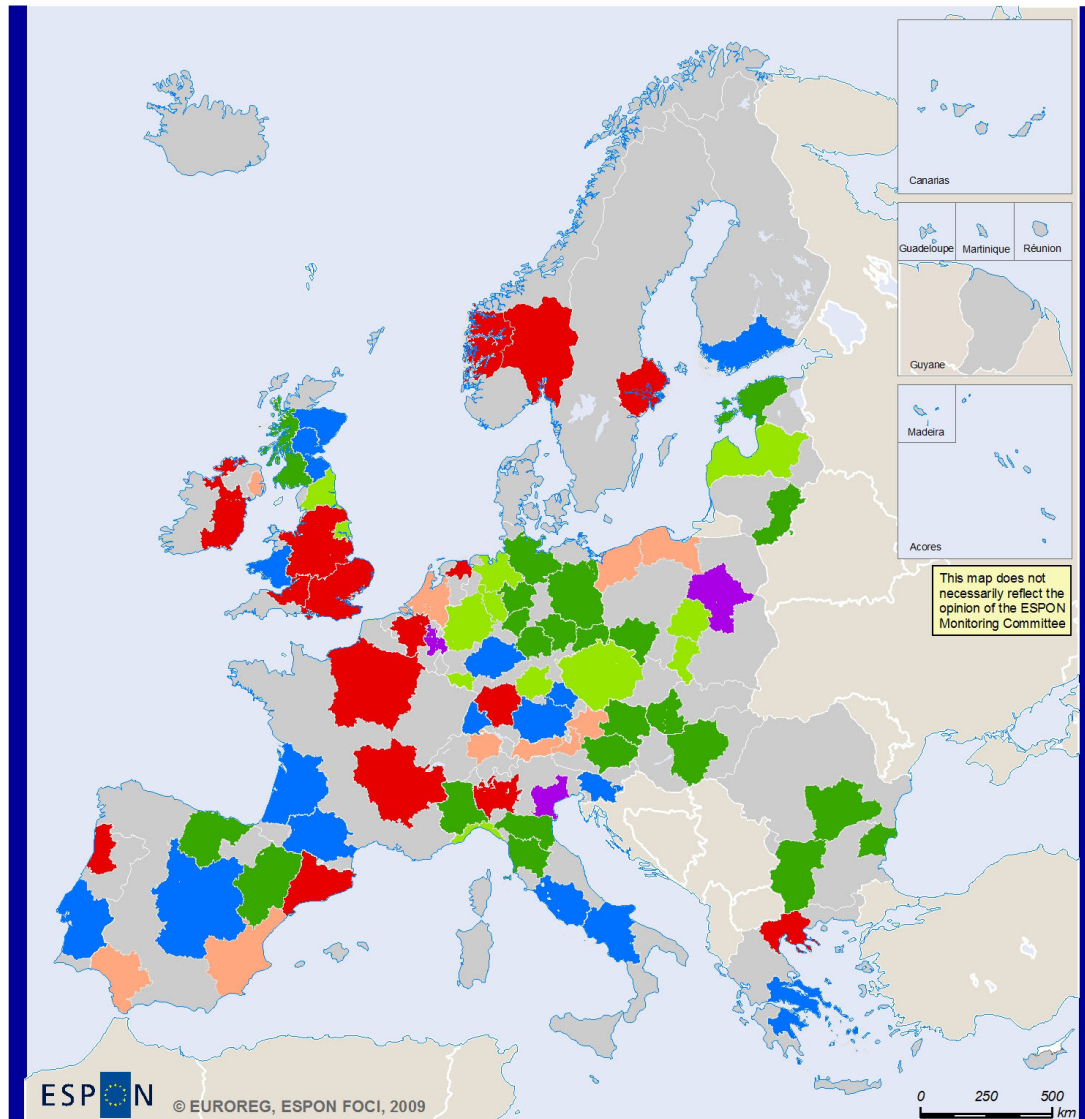 Canarias
Guadeloupe Martinique Réunion
Guyane
Madeira
Acores
This map does not
necessarily reflect the
opinion of the ESPON
Monitoring Committee
ESPON
© EUROREG, ESPON FOCI, 2009
0 250 500
km